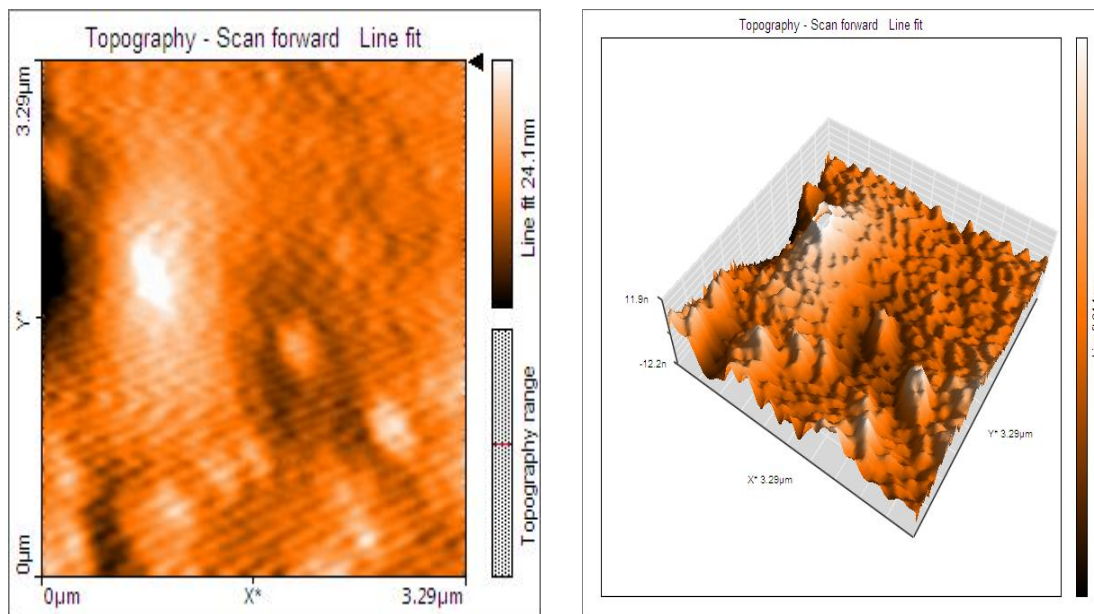 Topography - Scan forward Line fit
3.29µm
Y*
0µm
0µm X* 3.29µm
Line fit 24.1nm
Topography range
Topography - Scan forward Line fit
11.9n
-12.2n
X* 3.29µm
Y* 3.29µm